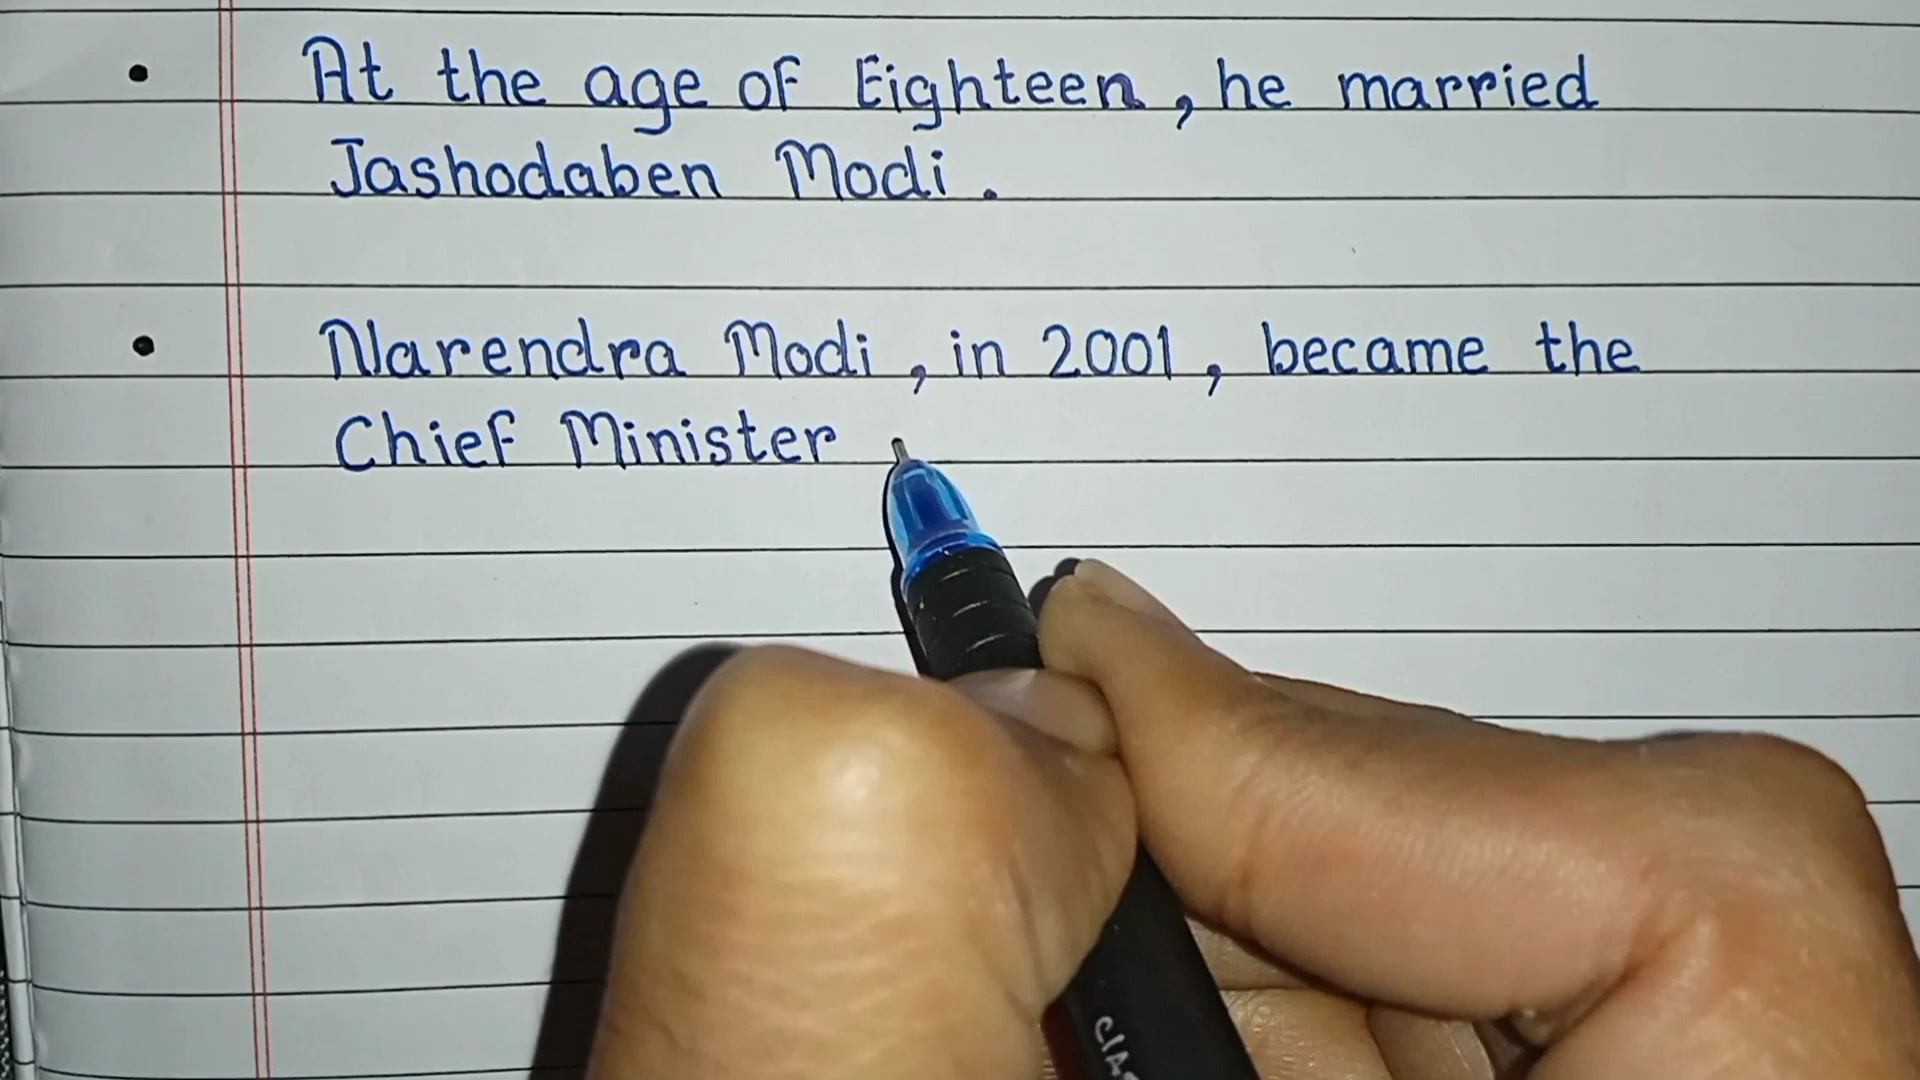 • At the age of Eighteen, he married
Jashodaben Modi.
• Narendra Modi, in 2001, became the
Chief Minister